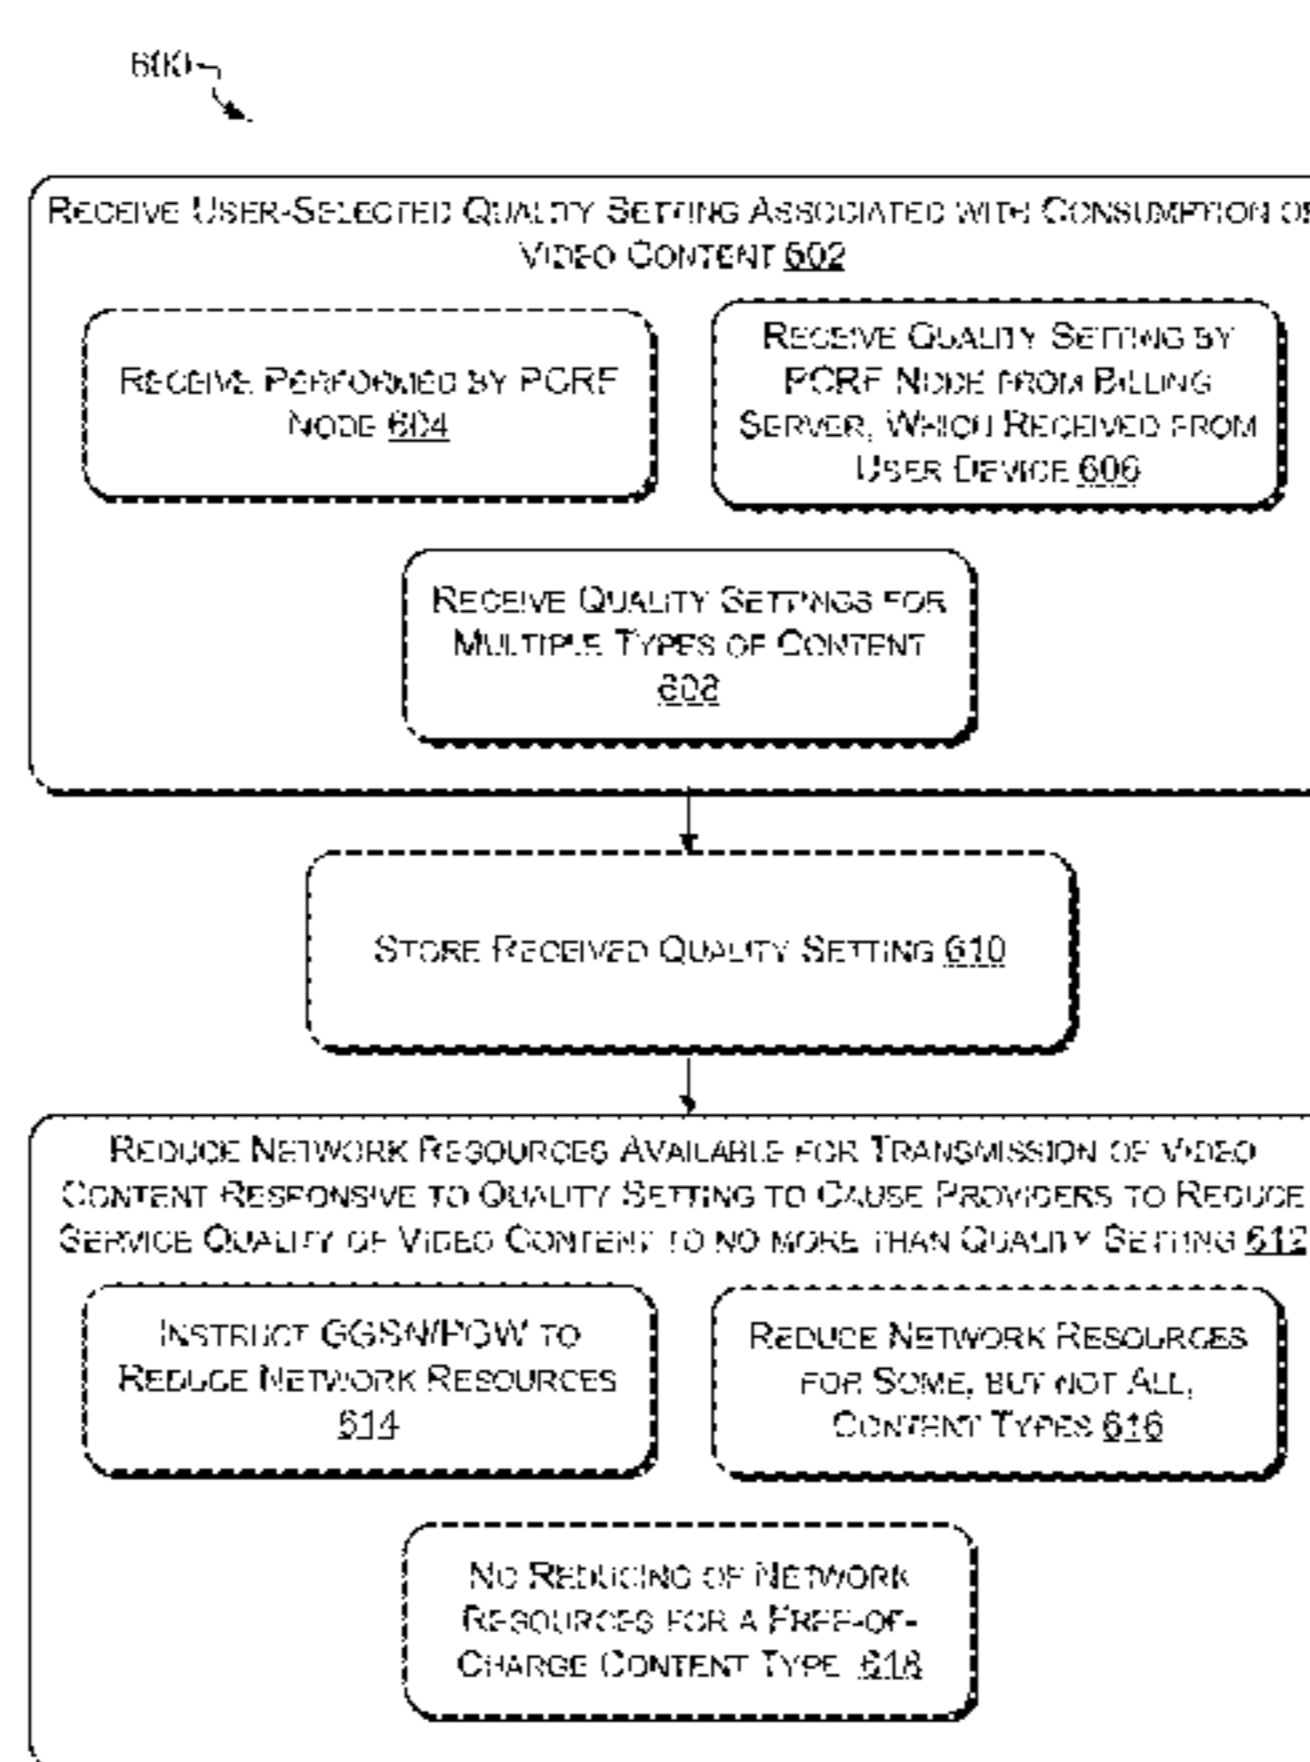 600
RECEIVE USER-SELECTED QUALITY SETTING ASSOCIATED WITH CONSUMPTION OF
VIDEO CONTENT 602
RECEIVE PERFORMED BY PCRF
NODE 604
RECEIVE QUALITY SETTING BY
PCRF NODE FROM BILLING
SERVER, WHICH RECEIVED FROM
USER DEVICE 606
RECEIVE QUALITY SETTINGS FOR
MULTIPLE TYPES OF CONTENT
608
STORE RECEIVED QUALITY SETTING 610
REDUCE NETWORK RESOURCES AVAILABLE FOR TRANSMISSION OF VIDEO
CONTENT RESPONSIVE TO QUALITY SETTING TO CAUSE PROVIDERS TO REDUCE
SERVICE QUALITY OF VIDEO CONTENT TO NO MORE THAN QUALITY SETTING 612
INSTRUCT GGSN/PGW TO
REDUCE NETWORK RESOURCES
614
REDUCE NETWORK RESOURCES
FOR SOME, BUT NOT ALL,
CONTENT TYPES 616
NO REDUCING OF NETWORK
RESOURCES FOR A FREE-OF-
CHARGE CONTENT TYPE 618